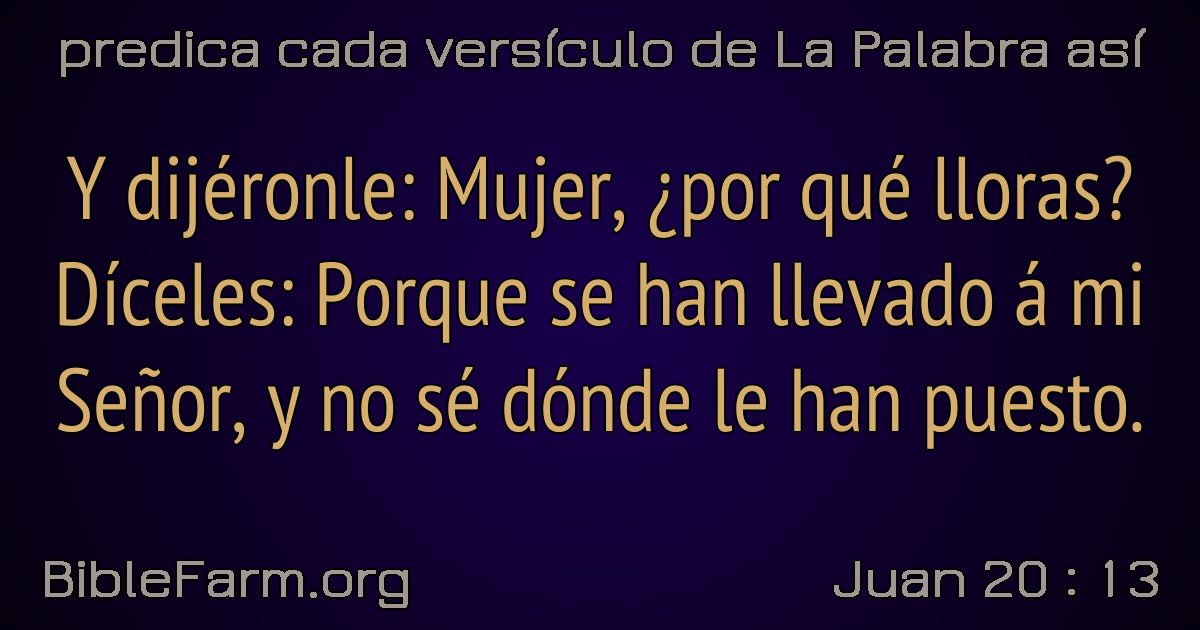 predica cada versículo de La Palabra así
Y dijéronle: Mujer, ¿por qué lloras?
Díceles: Porque se han llevado á mi
Señor, y no sé dónde le han puesto.
BibleFarm.org
Juan 20 : 13